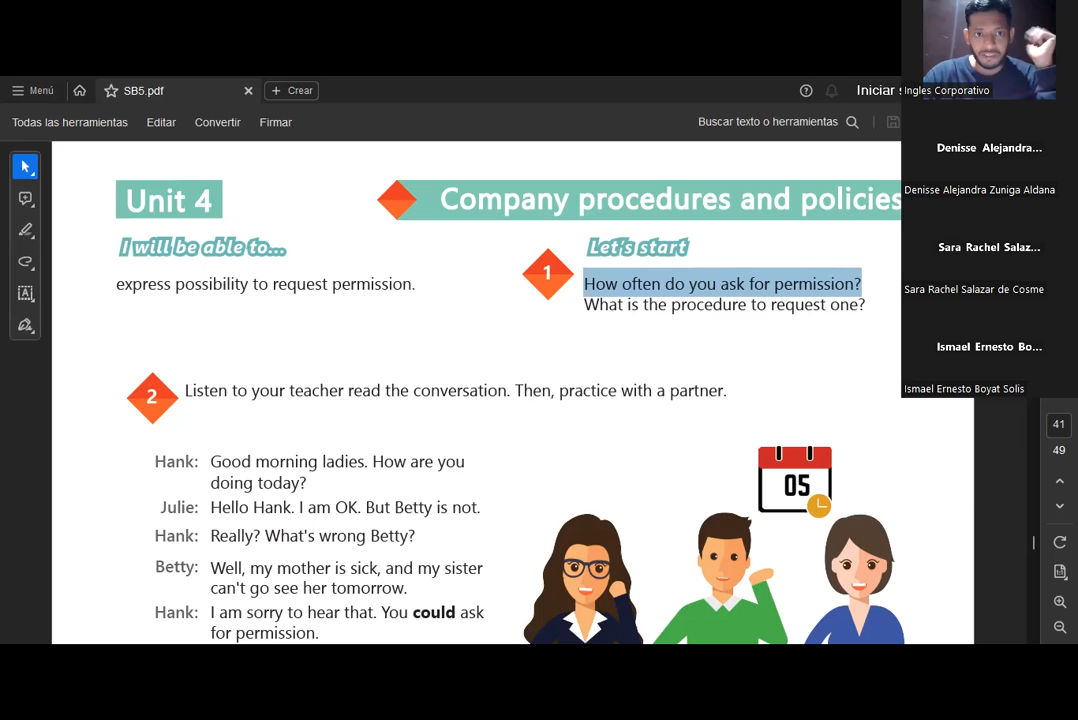 Menú
SB5.pdf
Crear
Iniciar s
Todas las herramientas
Editar
Convertir
Firmar
Buscar texto o herramientas
Ingles Corporativo
Denisse Alejandra...
Denisse Alejandra Zuniga Aldana
Sara Rachel Salaz...
Sara Rachel Salazar de Cosme
Ismael Ernesto Bo...
Ismael Ernesto Boyat Solis
Unit 4
Company procedures and policies
I will be able to...
express possibility to request permission.
Let's start
1
How often do you ask for permission?
What is the procedure to request one?
2
Listen to your teacher read the conversation. Then, practice with a partner.
Hank: Good morning ladies. How are you
doing today?
Julie: Hello Hank. I am OK. But Betty is not.
Hank: Really? What's wrong Betty?
Betty: Well, my mother is sick, and my sister
can't go see her tomorrow.
Hank: I am sorry to hear that. You could ask
for permission.
05
41
49